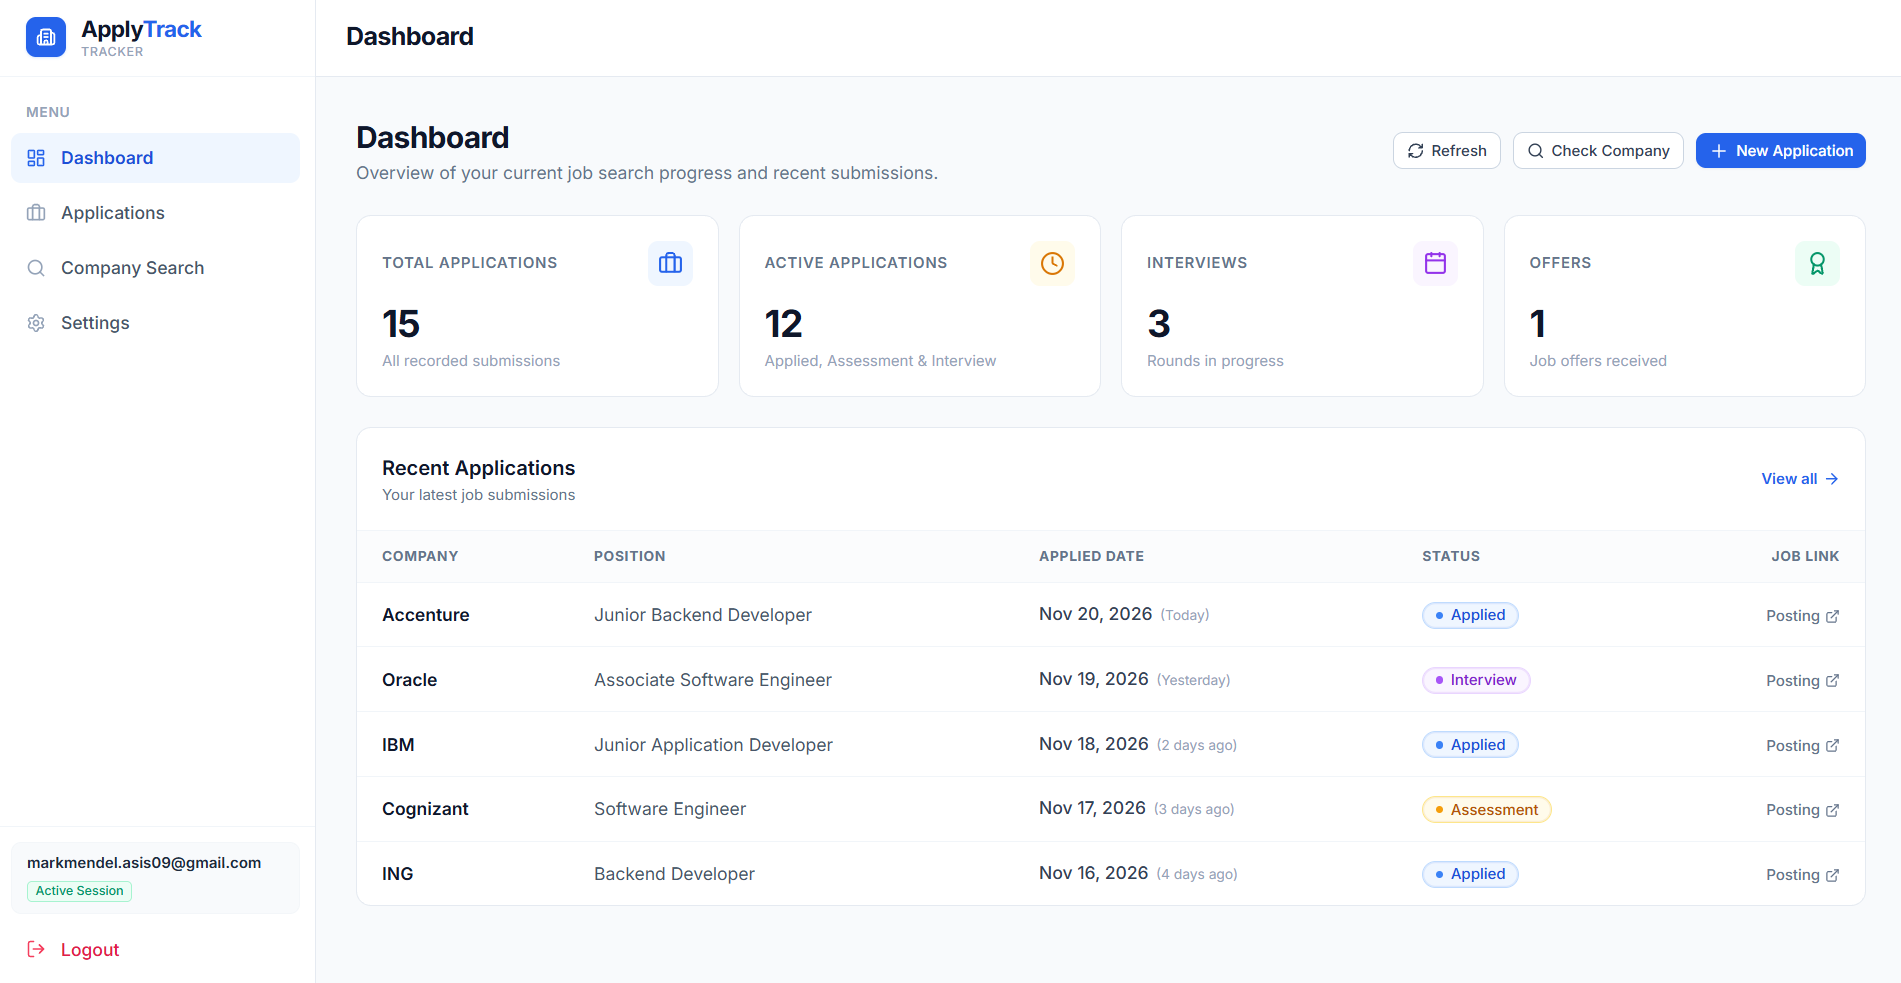 ApplyTrack
TRACKER
MENU
Dashboard
Applications
Company Search
Settings
markmendel.asis09@gmail.com
Active Session
Logout
Dashboard
Dashboard
Overview of your current job search progress and recent submissions.
Refresh
Check Company
New Application
TOTAL APPLICATIONS
15
All recorded submissions
ACTIVE APPLICATIONS
12
Applied, Assessment & Interview
INTERVIEWS
3
Rounds in progress
OFFERS
1
Job offers received
Recent Applications
Your latest job submissions
View all
COMPANY POSITION APPLIED DATE STATUS JOB LINK
Accenture Junior Backend Developer Nov 20, 2026 (Today) Applied Posting
Oracle Associate Software Engineer Nov 19, 2026 (Yesterday) Interview Posting
IBM Junior Application Developer Nov 18, 2026 (2 days ago) Applied Posting
Cognizant Software Engineer Nov 17, 2026 (3 days ago) Assessment Posting
ING Backend Developer Nov 16, 2026 (4 days ago) Applied Posting